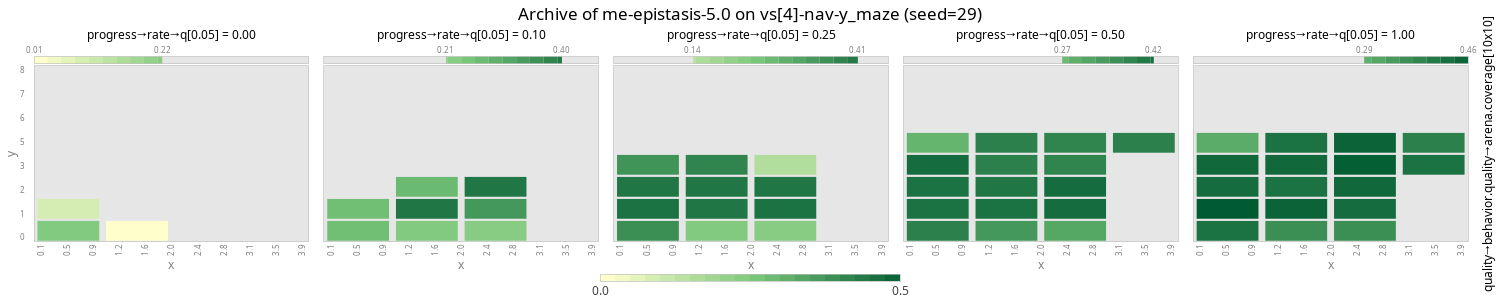 Archive of me-epistasis-5.0 on vs[4]-nav-y_maze (seed=29)
progress→rate→q[0.05] = 0.00
progress→rate→q[0.05] = 0.10
progress→rate→q[0.05] = 0.25
progress→rate→q[0.05] = 0.50
progress→rate→q[0.05] = 1.00
0.01 0.22
0.21 0.40
0.14 0.41
0.27 0.42
0.29 0.46
8
7
6
5
3
2
1
0
y
0.1 0.5 0.9 1.2 1.6 2.0 2.4 2.8 3.1 3.5 3.9
0.1 0.5 0.9 1.2 1.6 2.0 2.4 2.8 3.1 3.5 3.9
0.1 0.5 0.9 1.2 1.6 2.0 2.4 2.8 3.1 3.5 3.9
0.1 0.5 0.9 1.2 1.6 2.0 2.4 2.8 3.1 3.5 3.9
0.1 0.5 0.9 1.2 1.6 2.0 2.4 2.8 3.1 3.5 3.9
x
x
x
x
x
0.0 0.5
quality→behavior.quality→arena.coverage[10x10]